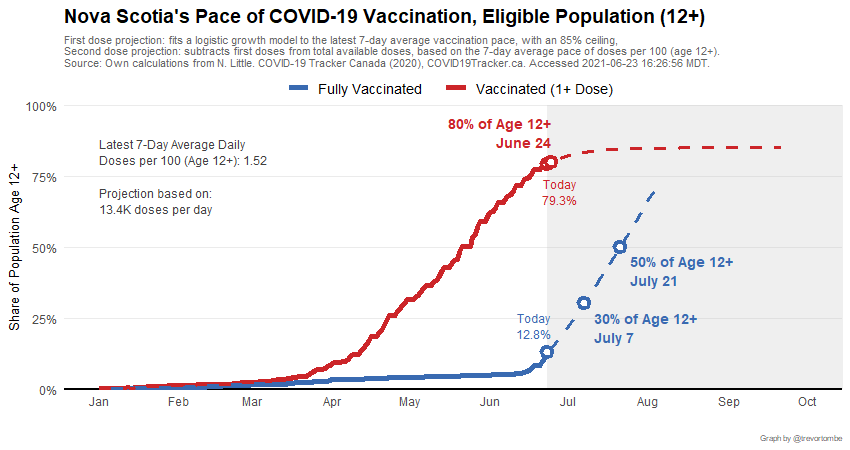 Nova Scotia's Pace of COVID-19 Vaccination, Eligible Population (12+)
First dose projection: fits a logistic growth model to the latest 7-day average vaccination pace, with an 85% ceiling,
Second dose projection: subtracts first doses from total available doses, based on the 7-day average pace of doses per 100 (age 12+).
Source: Own calculations from N. Little. COVID-19 Tracker Canada (2020), COVID19Tracker.ca. Accessed 2021-06-23 16:26:56 MDT.
Fully Vaccinated
Vaccinated (1+ Dose)
Share of Population Age 12+
100%
75%
50%
25%
0%
Latest 7-Day Average Daily
Doses per 100 (Age 12+): 1.52
Projection based on:
13.4K doses per day
80% of Age 12+
June 24
Today
79.3%
50% of Age 12+
July 21
Today
12.8%
30% of Age 12+
July 7
Jan
Feb
Mar
Apr
May
Jun
Jul
Aug
Sep
Oct
Graph by @trevortombe